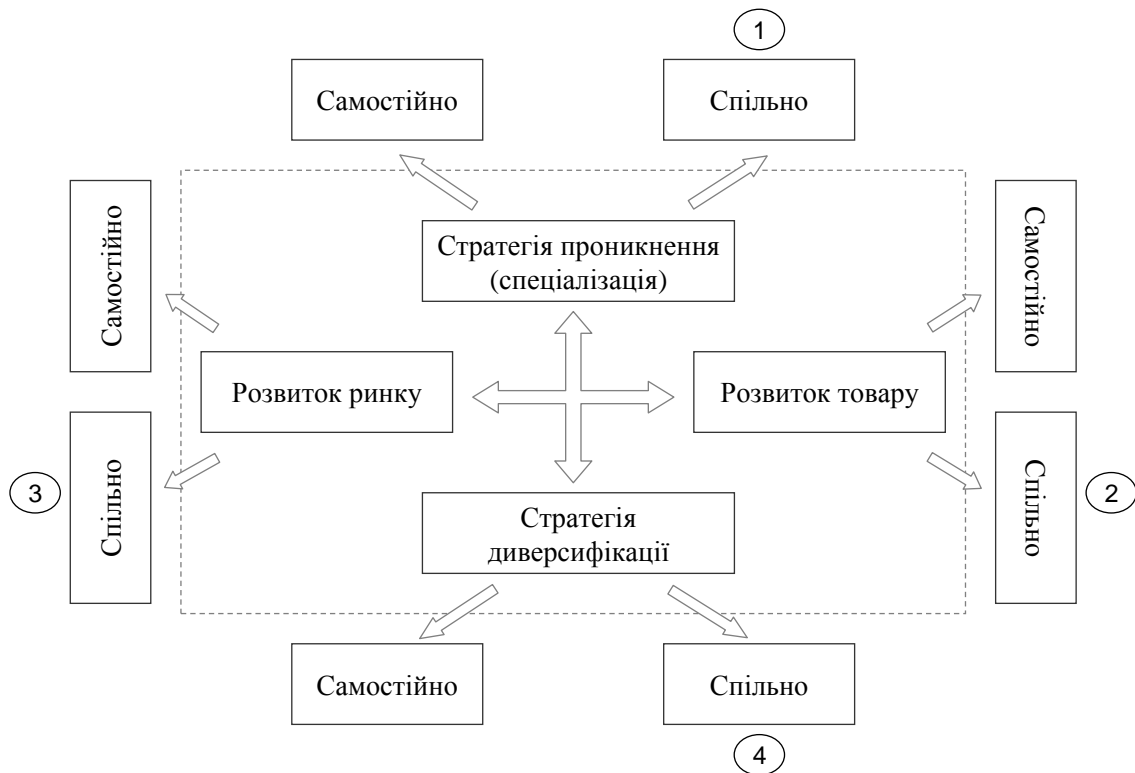 1
Самостійно
Спільно
Самостійно
Самостійно
Стратегія проникнення
(спеціалізація)
Розвиток ринку
Розвиток товару
3
Спільно
Спільно
2
Стратегія
диверсифікації
Самостійно
Спільно
4